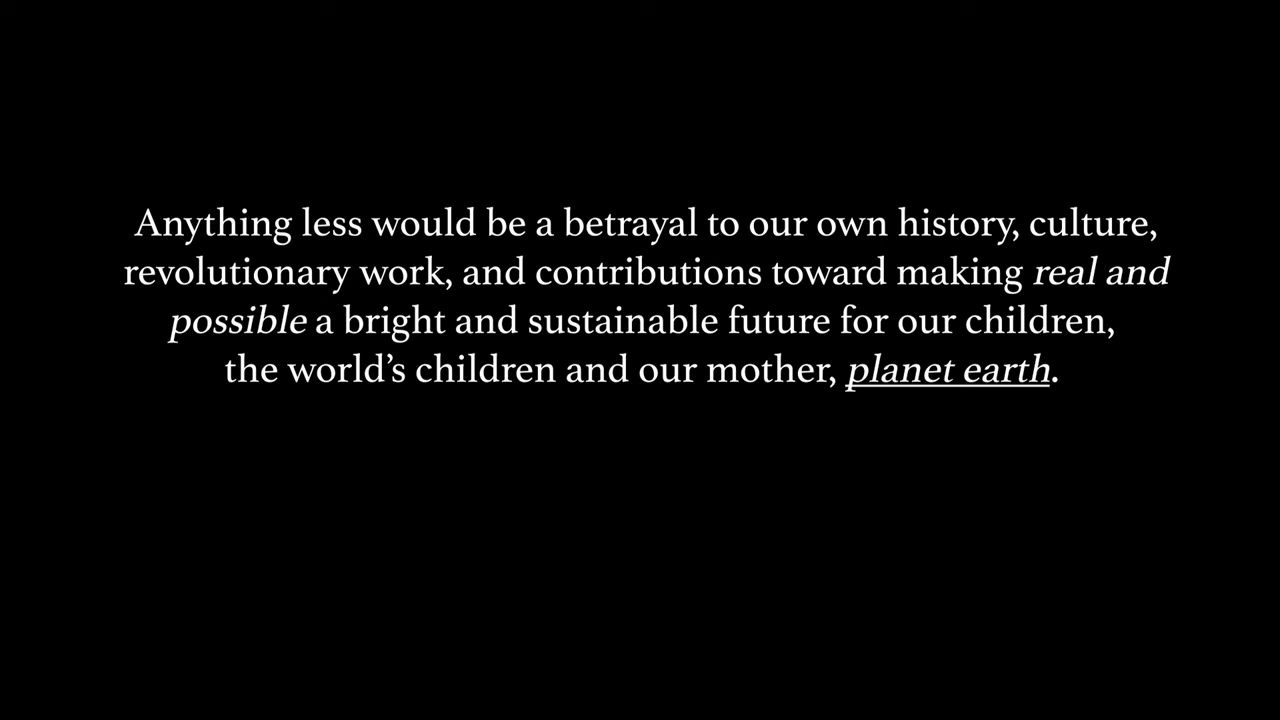 Anything less would be a betrayal to our own history, culture,
revolutionary work, and contributions toward making real and
possible a bright and sustainable future for our children,
the world’s children and our mother, planet earth.